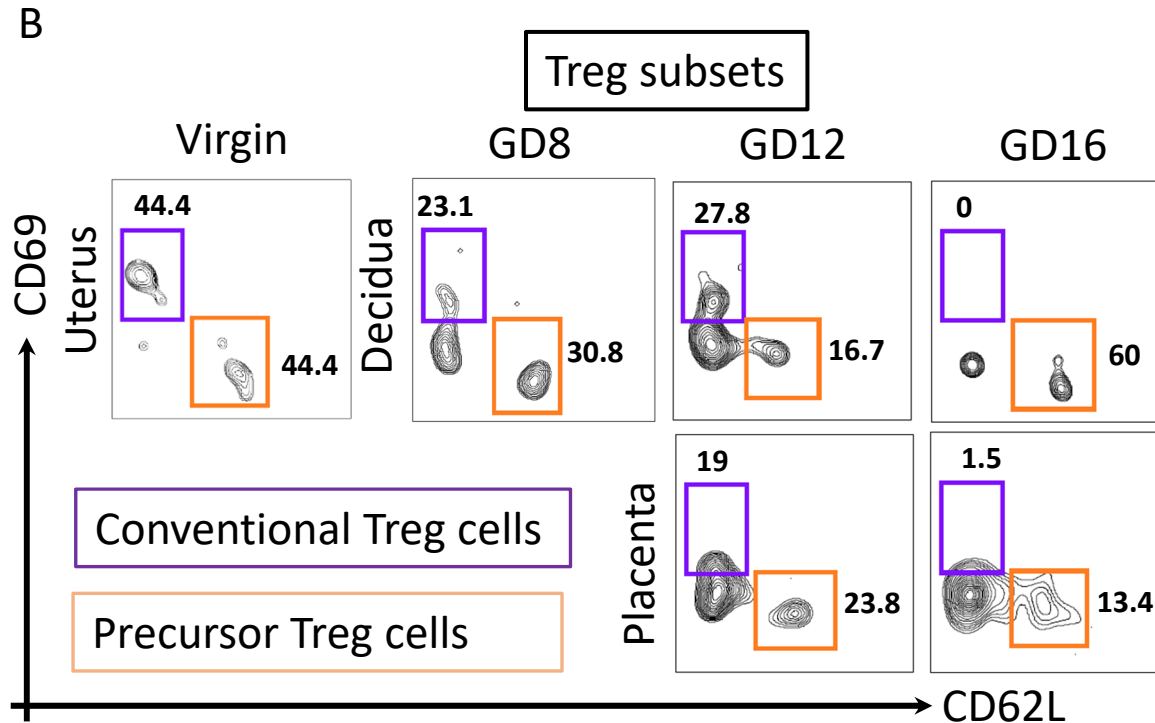 B
Treg subsets
Virgin
GD8
GD12
GD16
CD69
Uterus
44.4
44.4
Decidua
23.1
30.8
27.8
16.7
0
60
Conventional Treg cells
Precursor Treg cells
Placenta
19
23.8
1.5
13.4
CD62L